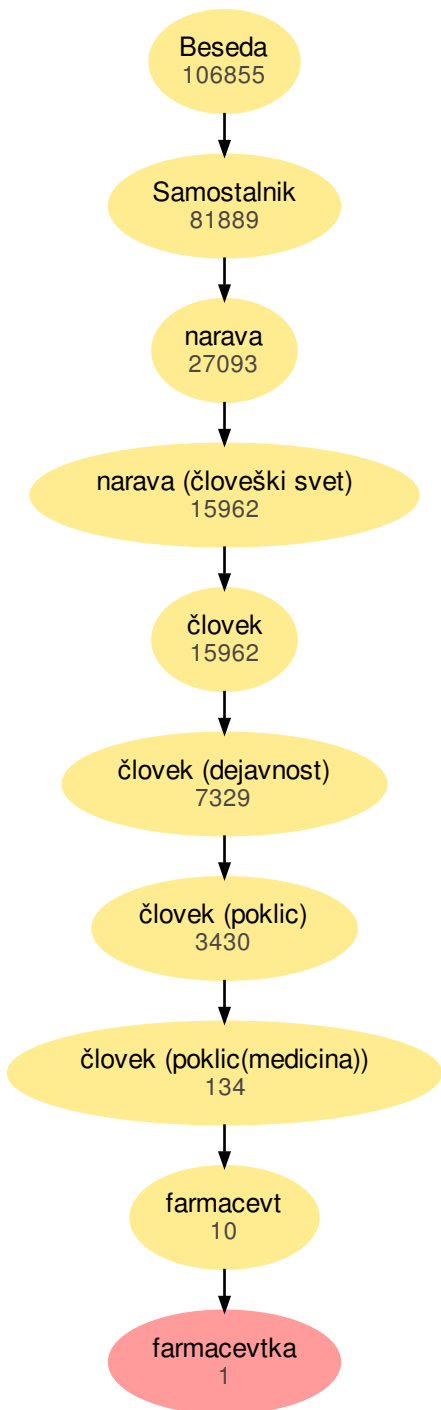 Beseda
106855
Samostalnik
81889
narava
27093
narava (človeški svet)
15962
človek
15962
človek (dejavnost)
7329
človek (poklic)
3430
človek (poklic(medicina))
134
farmacevt
10
farmacevtka
1